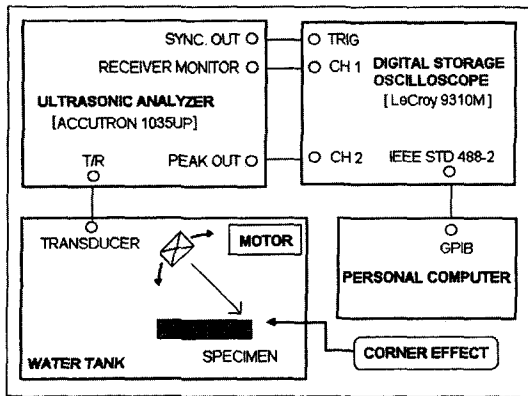 SYNC. OUT
RECEIVER MONITOR
ULTRASONIC ANALYZER
[ACCUTRON 1035UP]
T/R
PEAK OUT
TRIG
CH 1
DIGITAL STORAGE
OSCILLOSCOPE
[LeCroy 9310M]
CH 2
IEEE STD 488-2
TRANSDUCER
MOTOR
WATER TANK
SPECIMEN
GPIB
PERSONAL COMPUTER
CORNER EFFECT